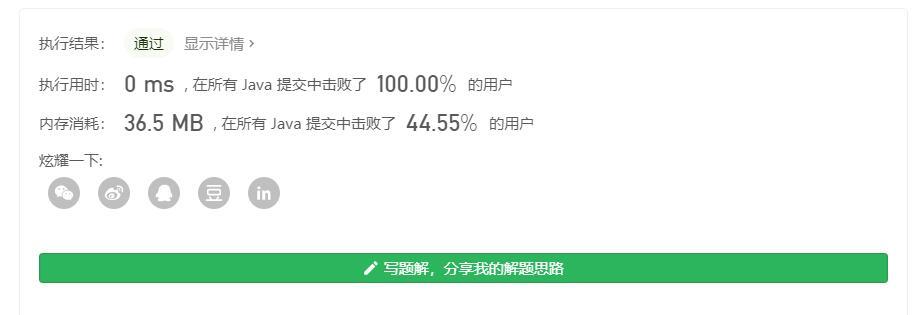 执行结果： 通过 显示详情 >
执行用时： 0 ms , 在所有 Java 提交中击败了 100.00% 的用户
内存消耗： 36.5 MB , 在所有 Java 提交中击败了 44.55% 的用户
炫耀一下:
豆 in
写题解，分享我的解题思路